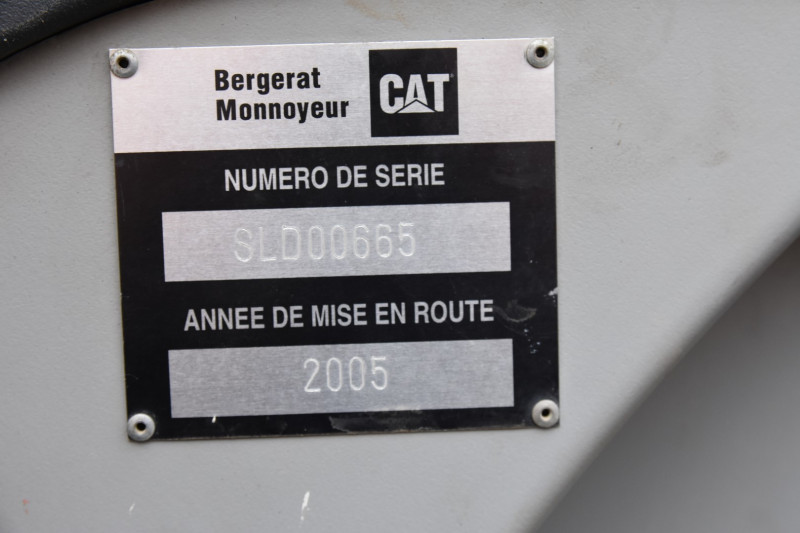 Bergerat
Monnoyeur
CAT
NUMERO DE SERIE
SLD00665
ANNEE DE MISE EN ROUTE
2005